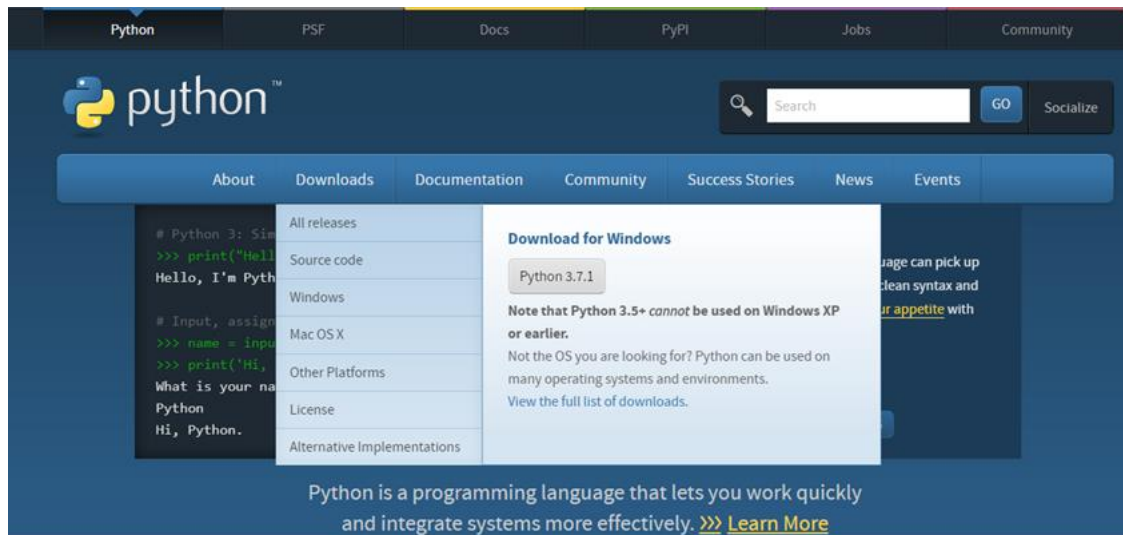 Python PSF Docs PyPI Jobs Community
python™
Search GO Socialize
About Downloads Documentation Community Success Stories News Events
# Python 3: Sim
>>> print("Hell
Hello, I'm Pyth
# Input, assign
>>> name = inpu
>>> print('Hi,
What is your na
Python
Hi, Python.
All releases
Source code
Windows
Mac OS X
Other Platforms
License
Alternative Implementations
Download for Windows
Python 3.7.1
Note that Python 3.5+ cannot be used on Windows XP
or earlier.
Not the OS you are looking for? Python can be used on
many operating systems and environments.
View the full list of downloads.
uage can pick up
clean syntax and
ur appetite with
Python is a programming language that lets you work quickly
and integrate systems more effectively. >>> Learn More